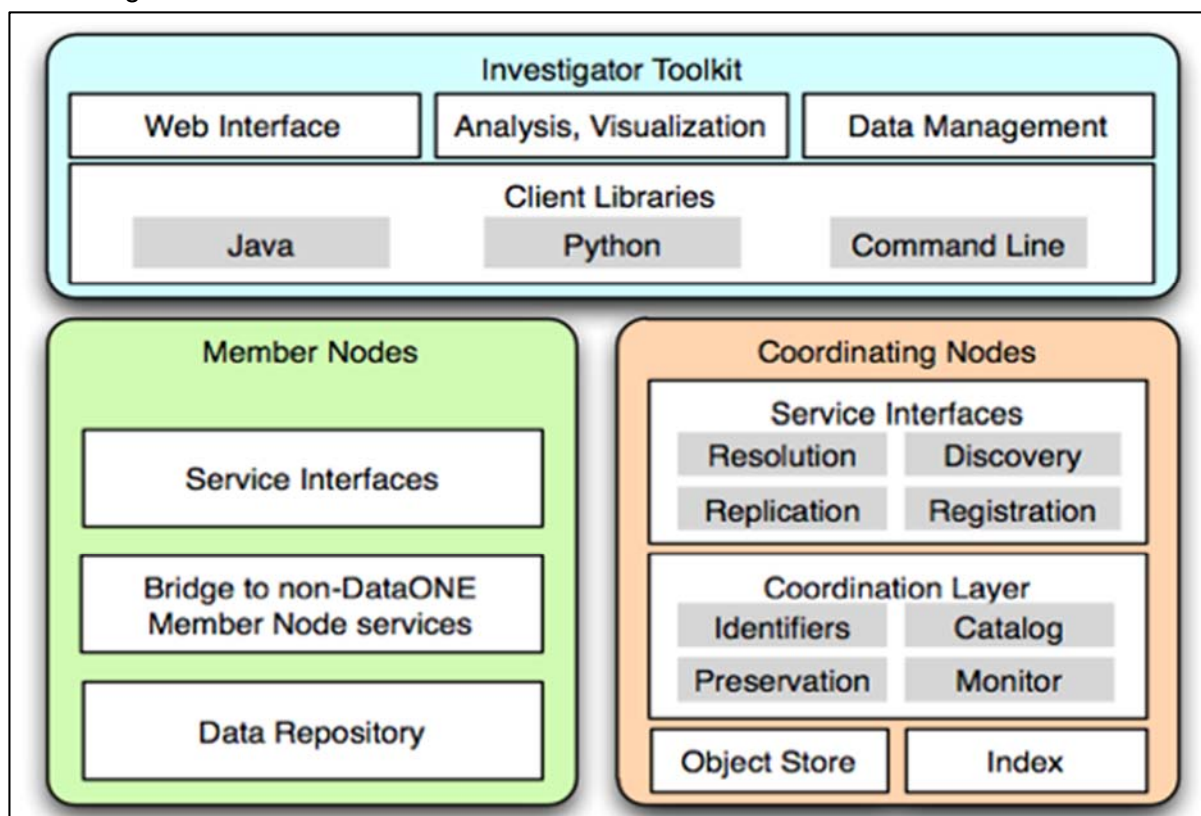 Investigator Toolkit
Web Interface
Analysis, Visualization
Data Management
Client Libraries
Java
Python
Command Line
Member Nodes
Service Interfaces
Bridge to non-DataONE
Member Node services
Data Repository
Coordinating Nodes
Service Interfaces
Resolution
Discovery
Replication
Registration
Coordination Layer
Identifiers
Catalog
Preservation
Monitor
Object Store
Index